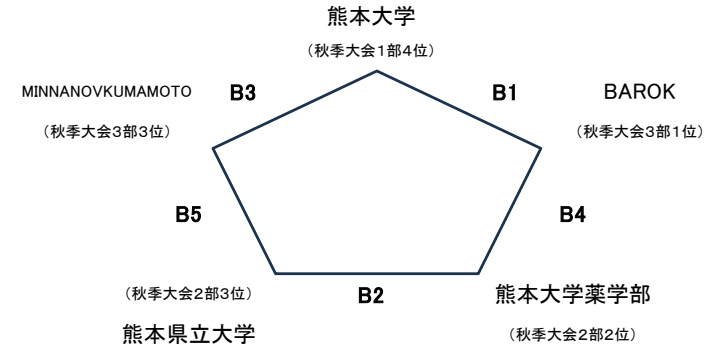 熊本大学
（秋季大会１部４位）
MINNANOVKUMAMOTO B3 B1 BAROK
（秋季大会３部３位） （秋季大会３部１位）
B5 B4
（秋季大会２部３位） B2 熊本大学薬学部
熊本県立大学 （秋季大会２部２位）